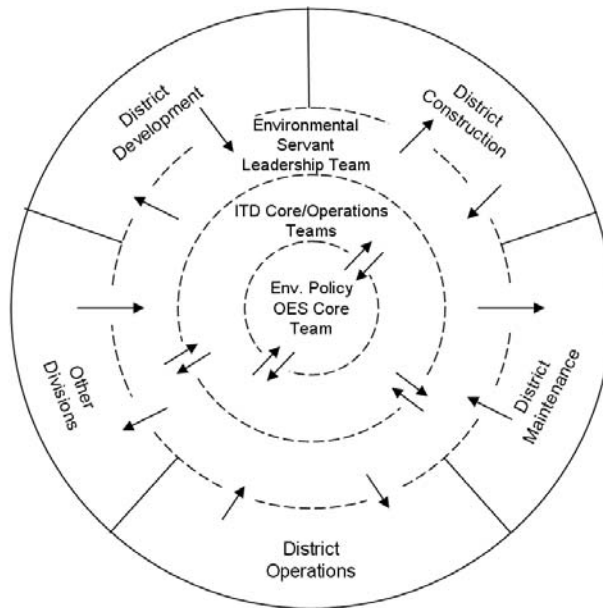 District
Development
District
Construction
Environmental
Servant
Leadership Team
ITD Core/Operations
Teams
Env. Policy
OES Core
Team
Other
Divisions
District
Maintenance
District
Operations